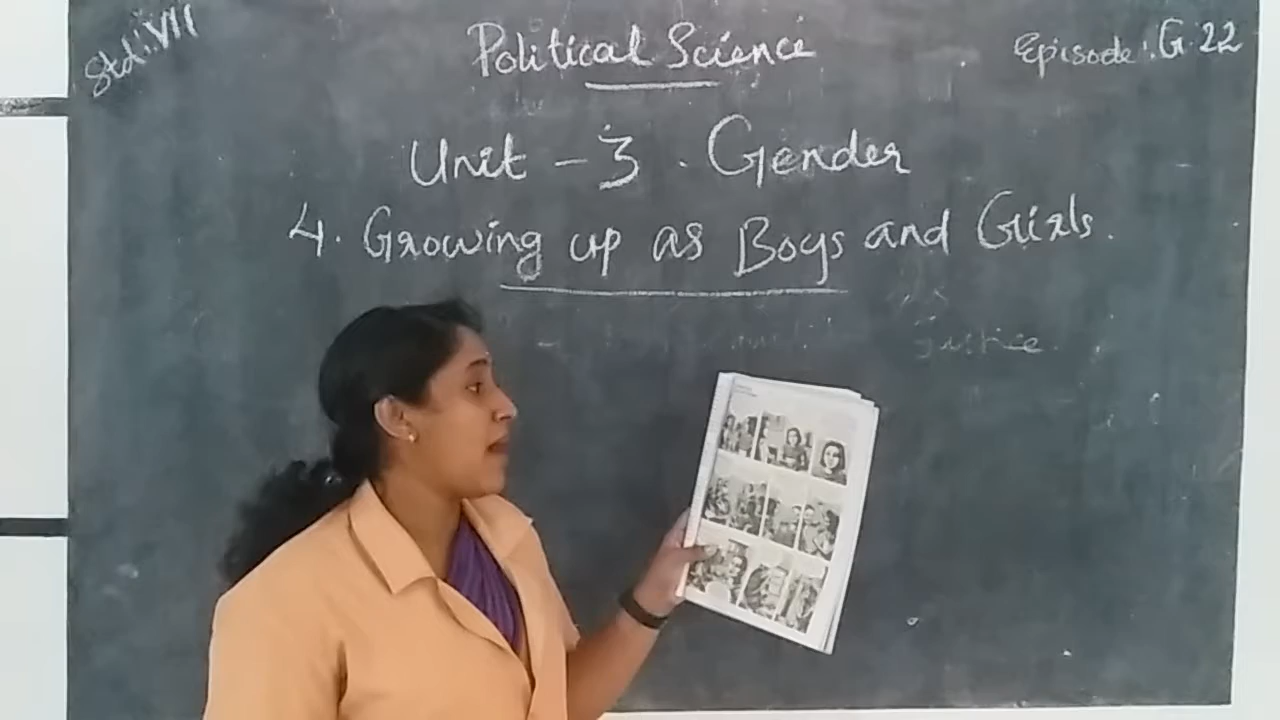 Std: VII
Political Science
Episode: G.22
Unit - 3. Gender
4. Growing up as Boys and Girls.
justice